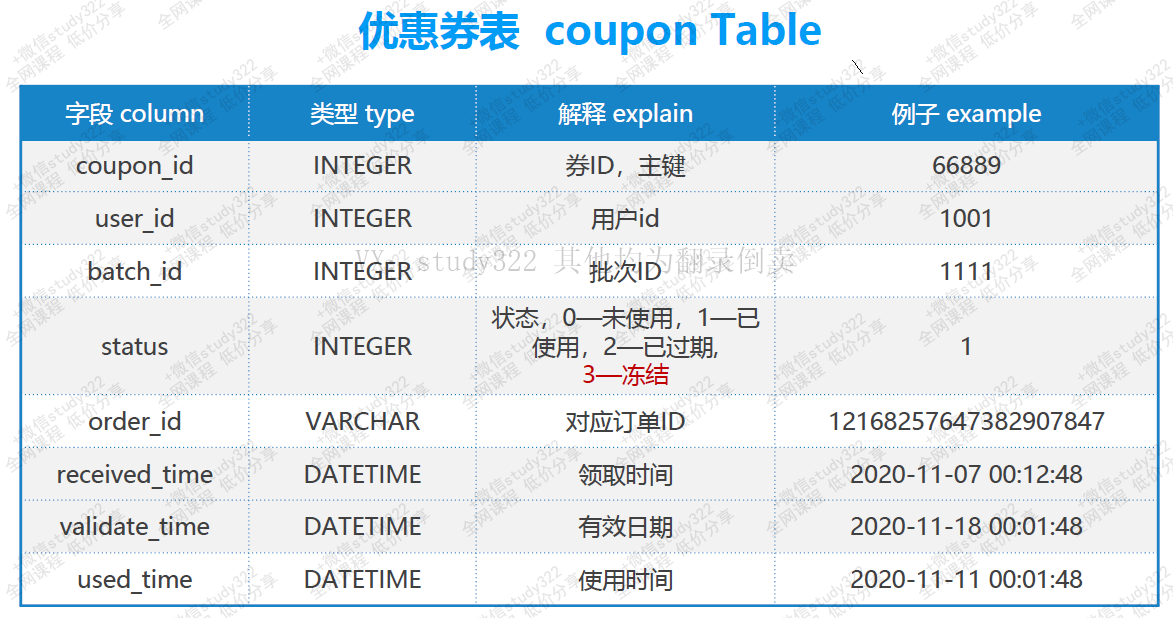 优惠券表 coupon Table
字段 column 类型 type 解释 explain 例子 example
coupon_id INTEGER 券ID，主键 66889
user_id INTEGER 用户id 1001
VX: study322 其他均为翻录倒卖
batch_id INTEGER 批次ID 1111
状态，0—未使用，1—已
status INTEGER 使用，2—已过期, 1
3—冻结
order_id VARCHAR 对应订单ID 12168257647382907847
received_time DATETIME 领取时间 2020-11-07 00:12:48
validate_time DATETIME 有效日期 2020-11-18 00:01:48
used_time DATETIME 使用时间 2020-11-11 00:01:48
+微信study322
全网课程 低价分享